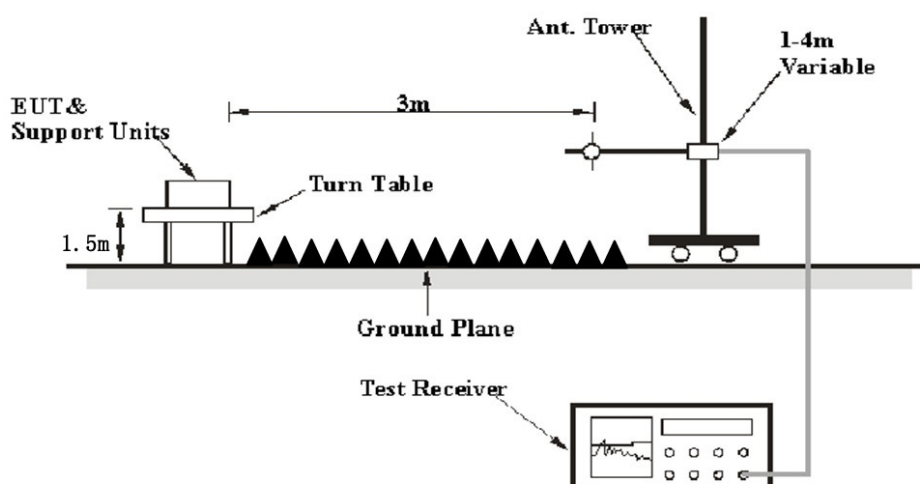 Ant. Tower
1-4m
Variable
EUT&
Support Units
3m
Turn Table
1.5m
Ground Plane
Test Receiver